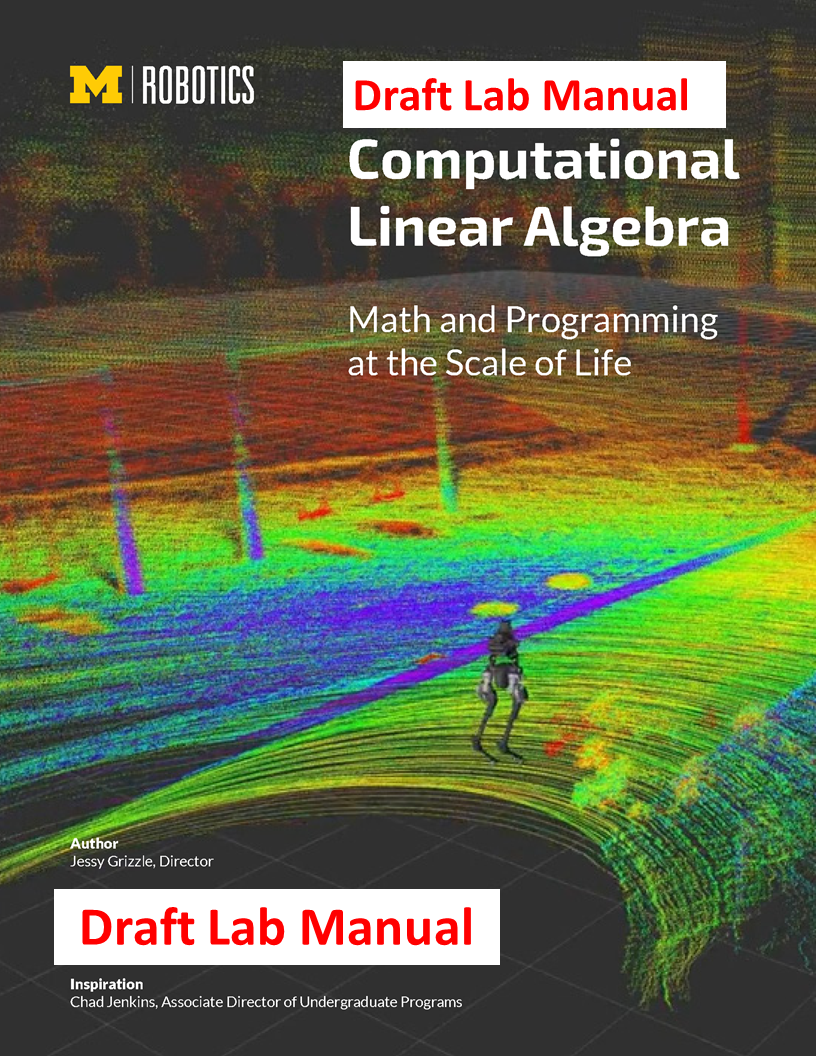 M | ROBOTICS
Draft Lab Manual
Computational
Linear Algebra
Math and Programming
at the Scale of Life
Author
Jessy Grizzle, Director
Draft Lab Manual
Inspiration
Chad Jenkins, Associate Director of Undergraduate Programs